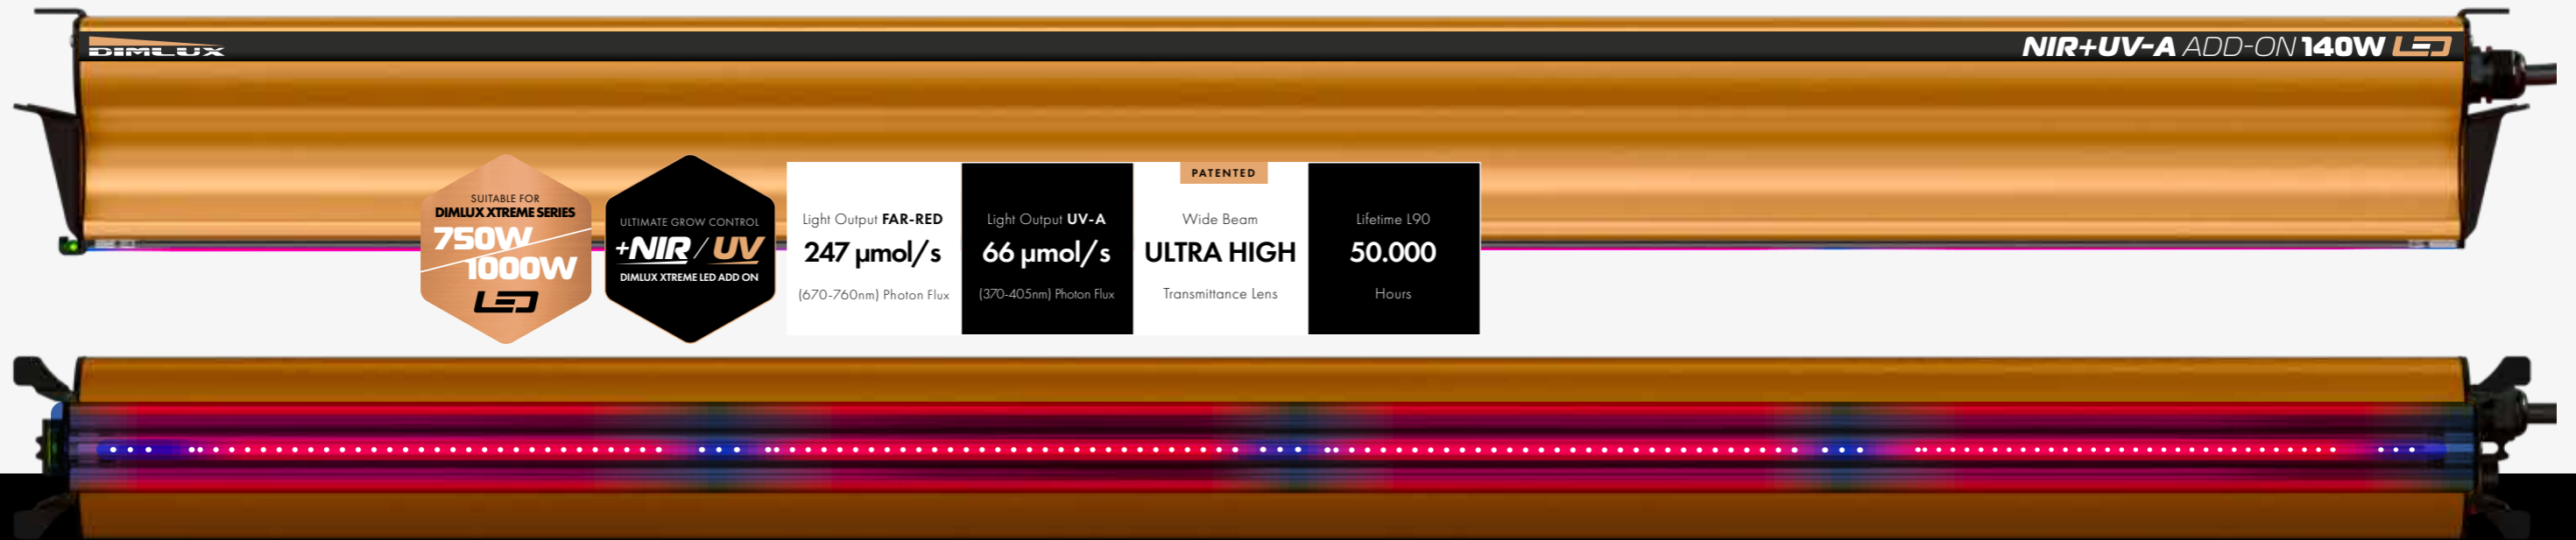 DIMLUX
NIR+UV-A ADD-ON 140W LED
SUITABLE FOR
DIMLUX XTREME SERIES
750W
1000W
LED
ULTIMATE GROW CONTROL
+NIR / UV
DIMLUX XTREME LED ADD ON
Light Output FAR-RED
247 µmol/s
(670-760nm) Photon Flux
Light Output UV-A
66 µmol/s
(370-405nm) Photon Flux
PATENTED
Wide Beam
ULTRA HIGH
Transmittance Lens
Lifetime L90
50.000
Hours